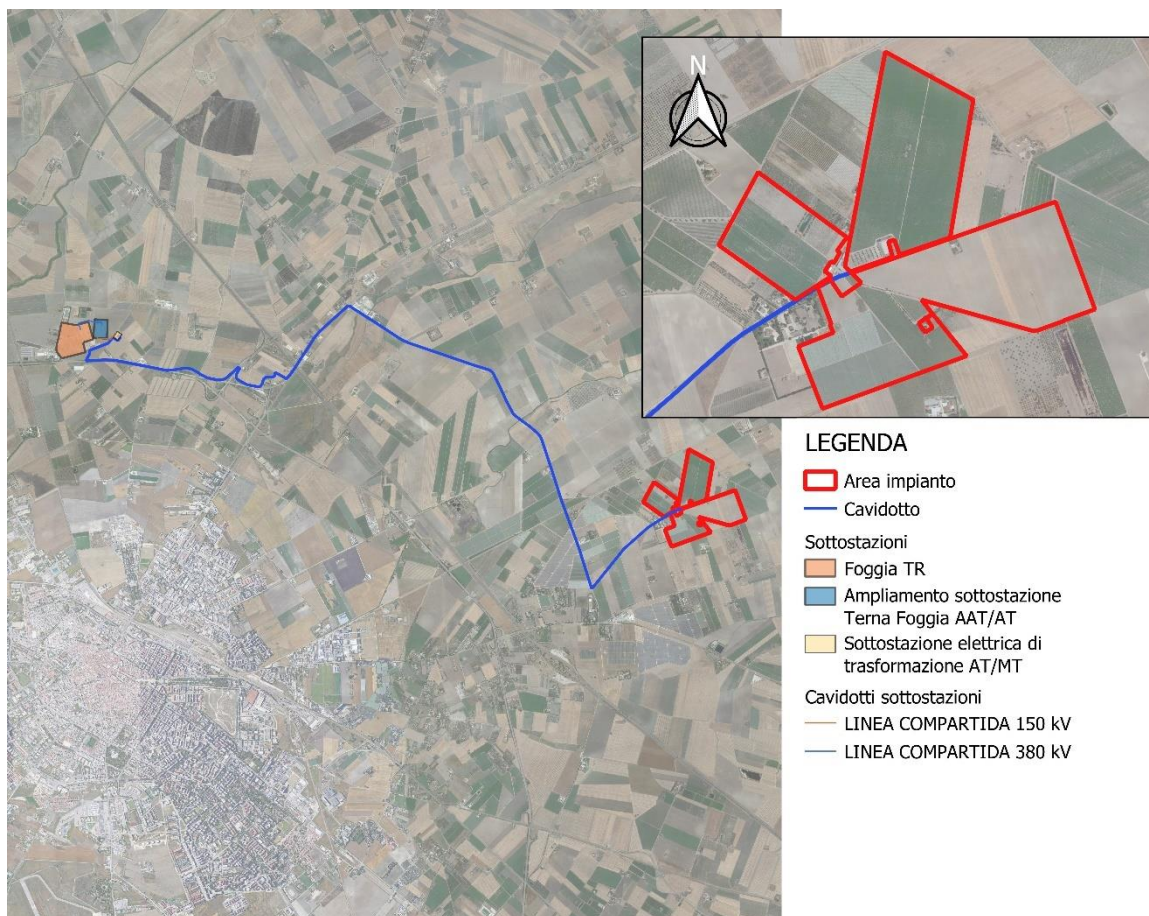 N
LEGENDA
Area impianto
Cavidotto
Sottostazioni
Foggia TR
Ampliamento sottostazione
Terna Foggia AAT/AT
Sottostazione elettrica di
trasformazione AT/MT
Cavidotti sottostazioni
LINEA COMPARTIDA 150 kV
LINEA COMPARTIDA 380 kV